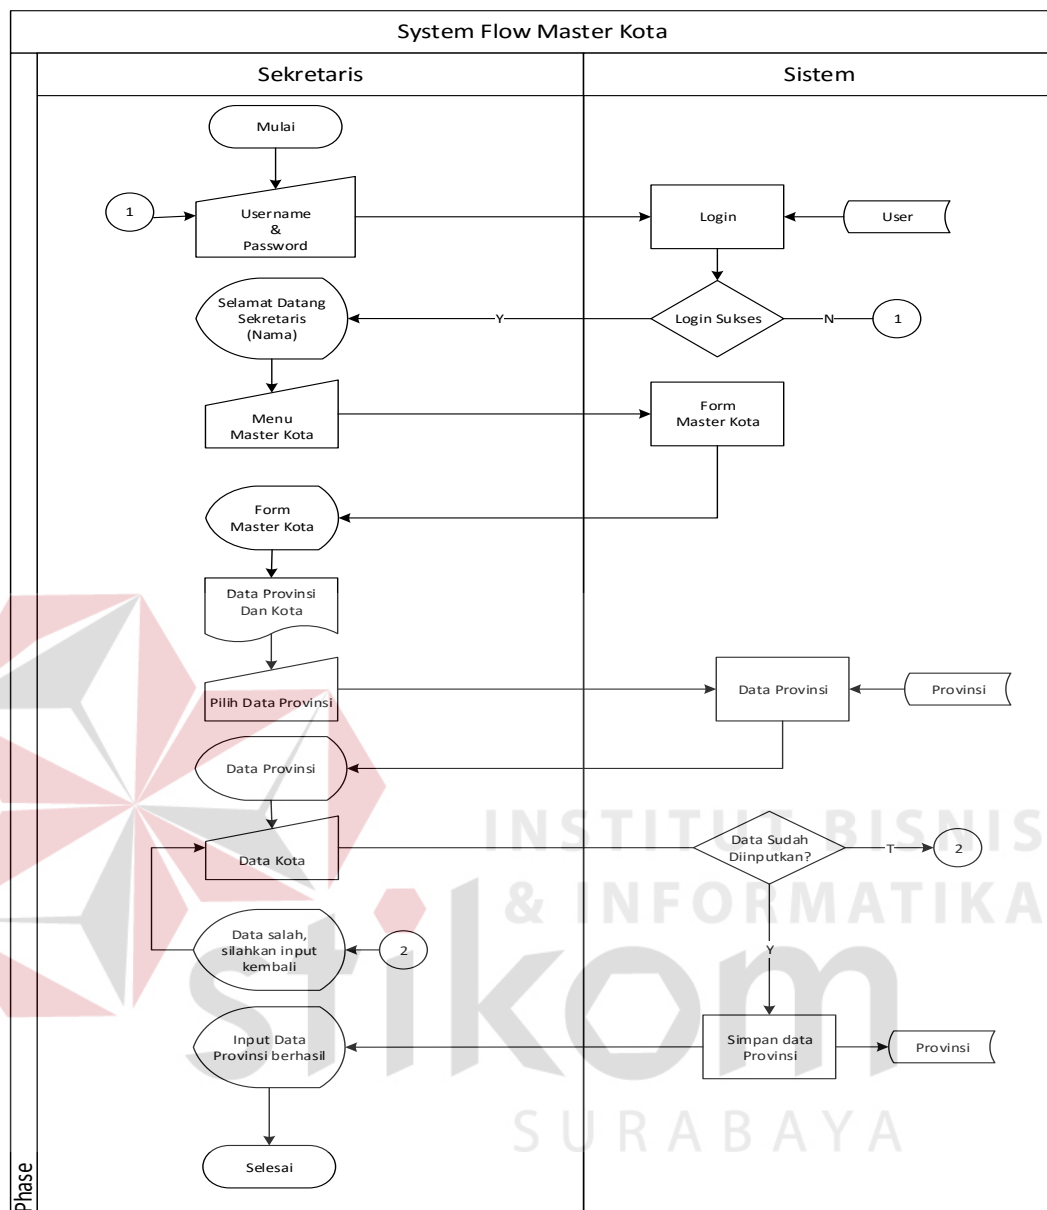 System Flow Master Kota
Sekretaris
Sistem
Mulai
1
Username
&
Password
Login
User
Selamat Datang
Sekretaris
(Nama)
Y
Login Sukses
N
1
Menu
Master Kota
Form
Master Kota
Form
Master Kota
Data Provinsi
Dan Kota
Pilih Data Provinsi
Data Provinsi
Provinsi
Data Provinsi
Data Kota
Data Sudah
Diinputkan?
T
2
Data salah,
silahkan input
kembali
2
Y
Input Data
Provinsi berhasil
Simpan data
Provinsi
Provinsi
Selesai
Phase
INSTITUT BISNIS
& INFORMATIKA
stikom
SURABAYA